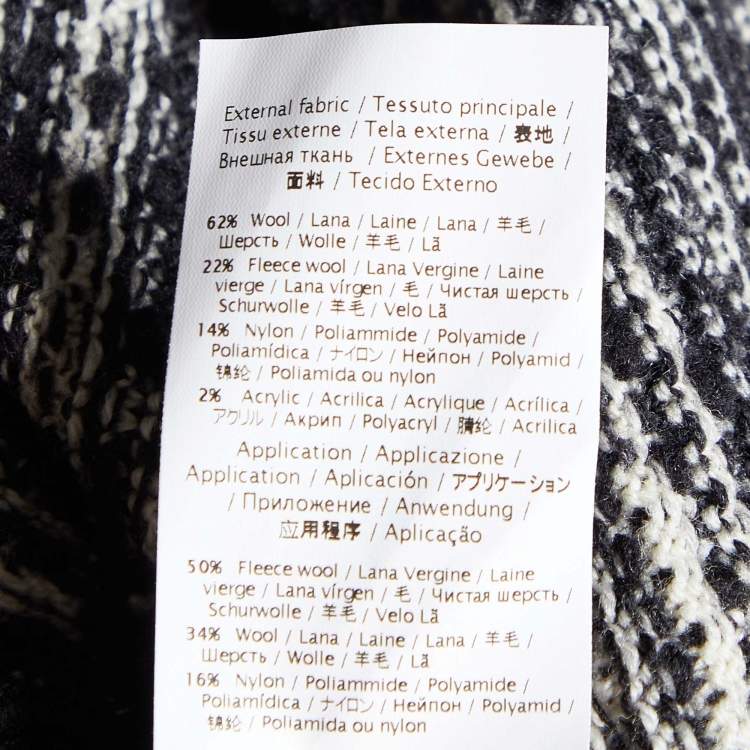 External fabric / Tessuto principale /
Tissu externe / Tela externa / 表地 /
Внешная ткань / Externes Gewebe /
面料 / Tecido Externo
62% Wool / Lana / Laine / Lana / 羊毛 /
Шерсть / Wolle / 羊毛 / Lã
22% Fleece wool / Lana Vergine / Laine
vierge / Lana vírgen / 毛 / Чистая шерсть /
Schurwolle / 羊毛 / Velo Lã
14% Nylon / Poliammide / Polyamide /
Poliamídica / ナイロン / Нейпон / Polyamid /
锦纶 / Poliamida ou nylon
2% Acrylic / Acrilica / Acrylique / Acrílica /
アクリル / Акрип / Polyacryl / 腈纶 / Acrilica
Application / Applicazione /
Application / Aplicación / アプリケーション
/ Приложение / Anwendung /
应用程序 / Aplicação
50% Fleece wool / Lana Vergine / Laine
vierge / Lana vírgen / 毛 / Чистая шерсть /
Schurwolle / 羊毛 / Velo Lã
34% Wool / Lana / Laine / Lana / 羊毛 /
Шерсть / Wolle / 羊毛 / Lã
16% Nylon / Poliammide / Polyamide /
Poliamídica / ナイロン / Нейпон / Polyamid /
锦纶 / Poliamida ou nylon